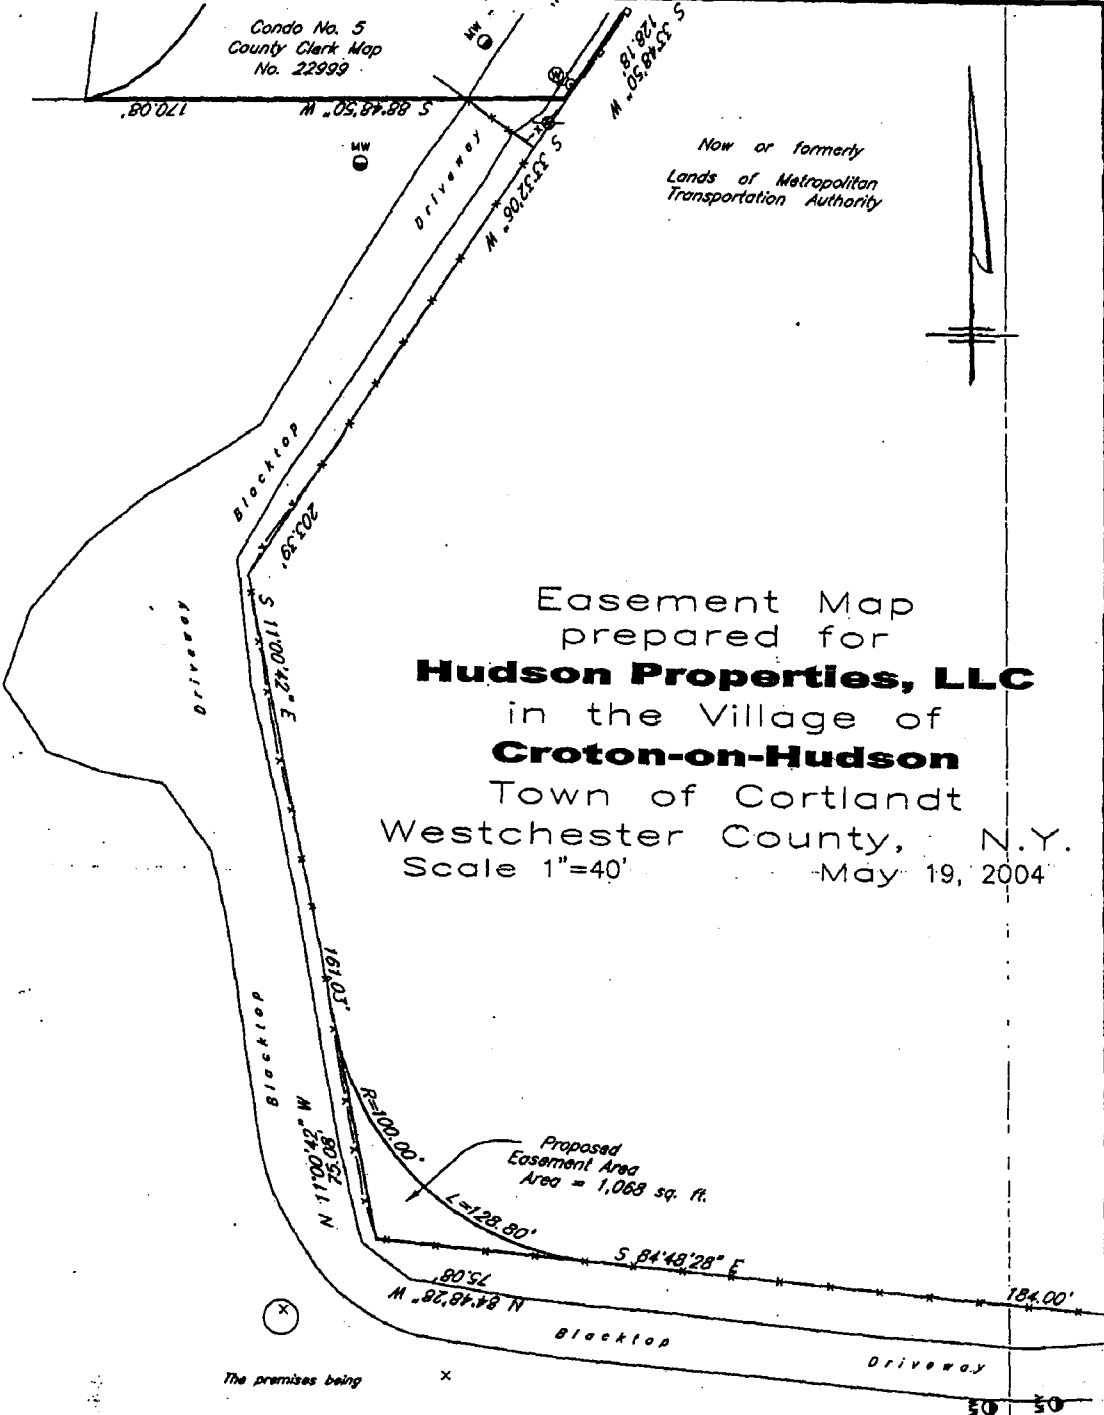 Condo No. 5
County Clerk Map
No. 22999
MW
S 33°48'50" W
128.18'
170.08'
S 88°48'50" W
MW
Driveway
S 33°32'06" W
Now or formerly
Lands of Metropolitan
Transportation Authority
Blacktop
203.39'
Driveway
S 11°00'42" E
Easement Map
prepared for
Hudson Properties, LLC
in the Village of
Croton-on-Hudson
Town of Cortlandt
Westchester County, N.Y.
Scale 1"=40' May 19, 2004
161.03'
Blacktop
N 11°00'42" W
75.08'
R=100.00'
L=128.80'
Proposed
Easement Area
Area = 1,068 sq. ft.
S 84°48'28" E
184.00'
75.08'
N 84°48'28" W
Blacktop
Driveway
The premises being